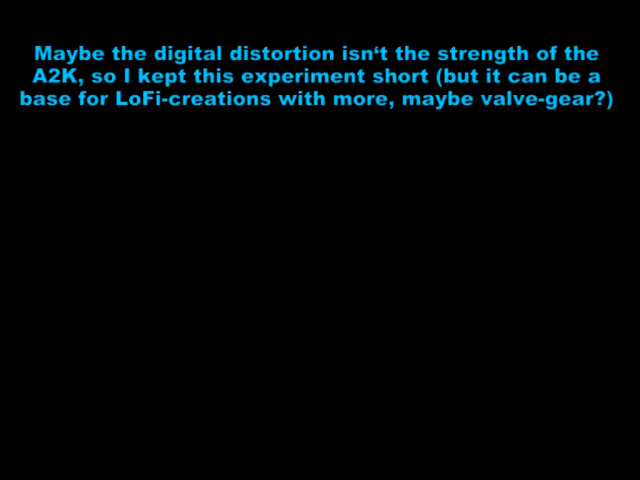 Maybe the digital distortion isn‘t the strength of the
A2K, so I kept this experiment short (but it can be a
base for LoFi-creations with more, maybe valve-gear?)